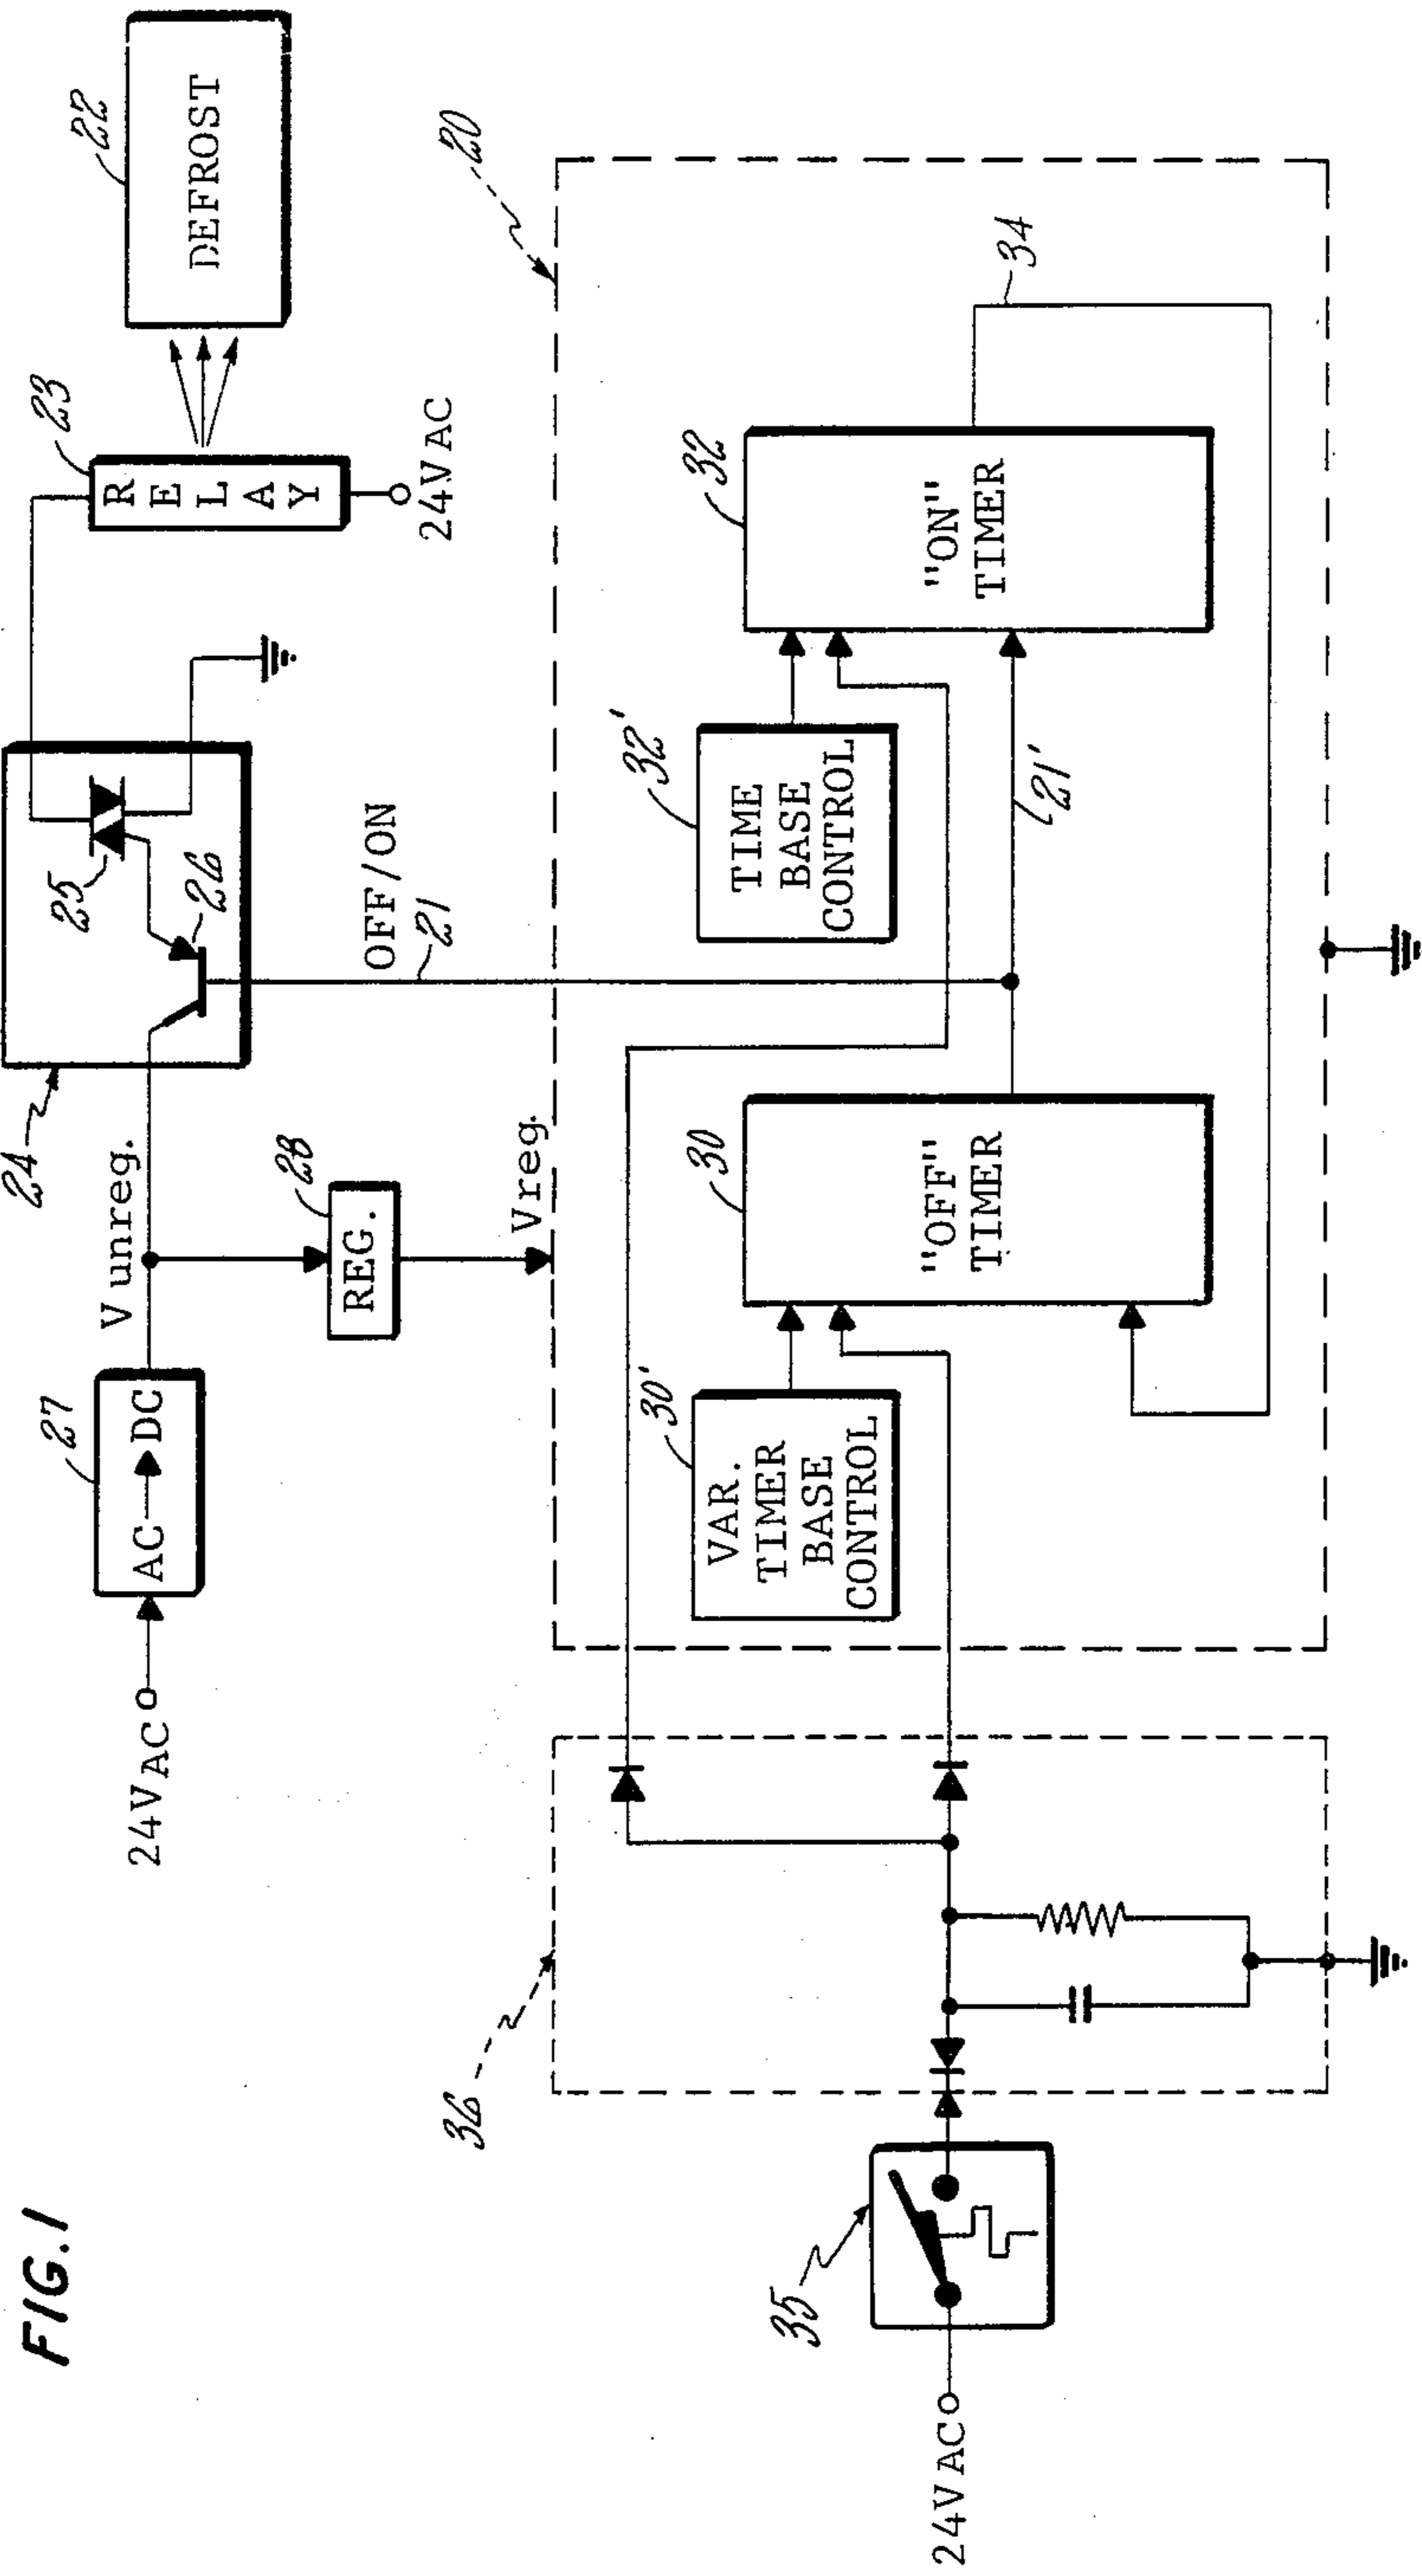 FIG.1
24VAC
27
AC DC
V unreg.
24
25
26
23
RELAY
24VAC
22
DEFROST
28
REG.
Vreg.
OFF/ON
21
20
36
35
24VAC
30'
VAR.
TIMER
BASE
CONTROL
30
"OFF"
TIMER
32'
TIME
BASE
CONTROL
32
"ON"
TIMER
21'
34